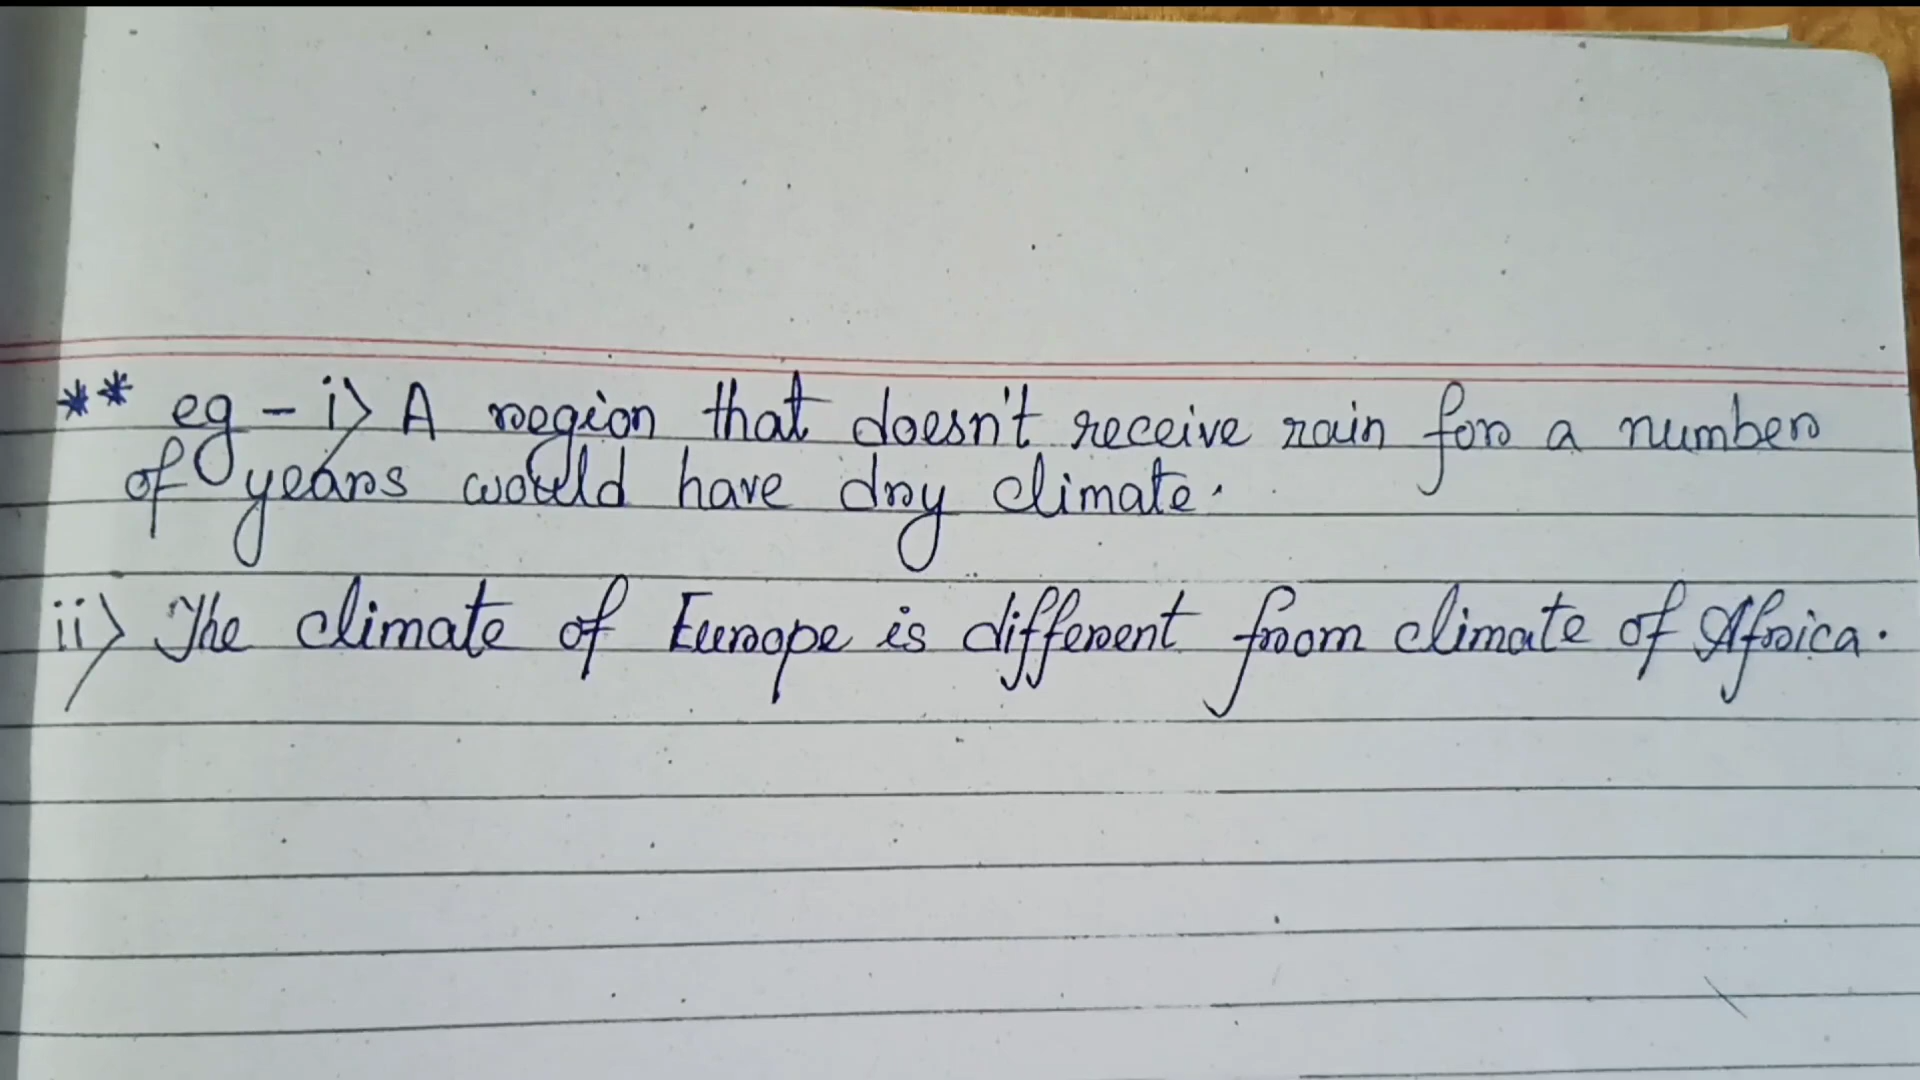 ** eg - i) A region that doesn't receive rain for a number
of years would have dry climate.
ii) The climate of Europe is different from climate of Africa.